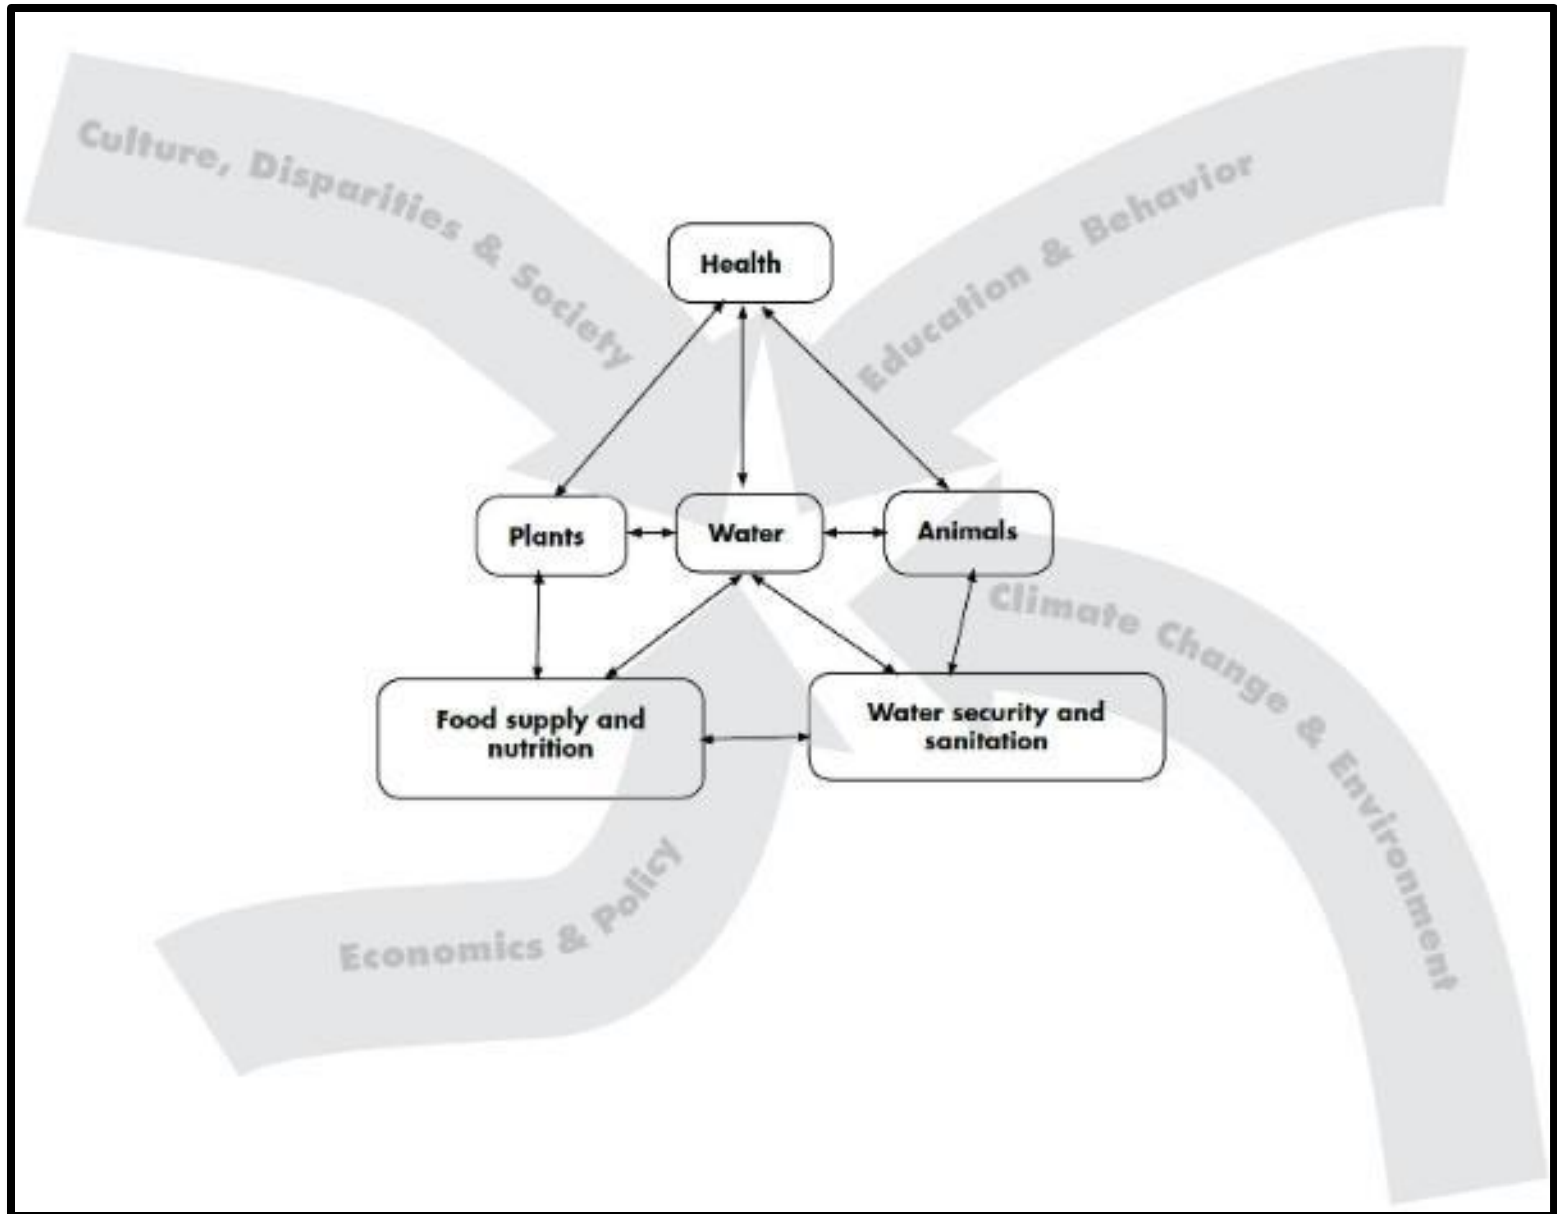 Culture, Disparities & Society
Education & Behavior
Health
Plants
Water
Animals
Climate Change & Environment
Food supply and
nutrition
Water security and
sanitation
Economics & Policy